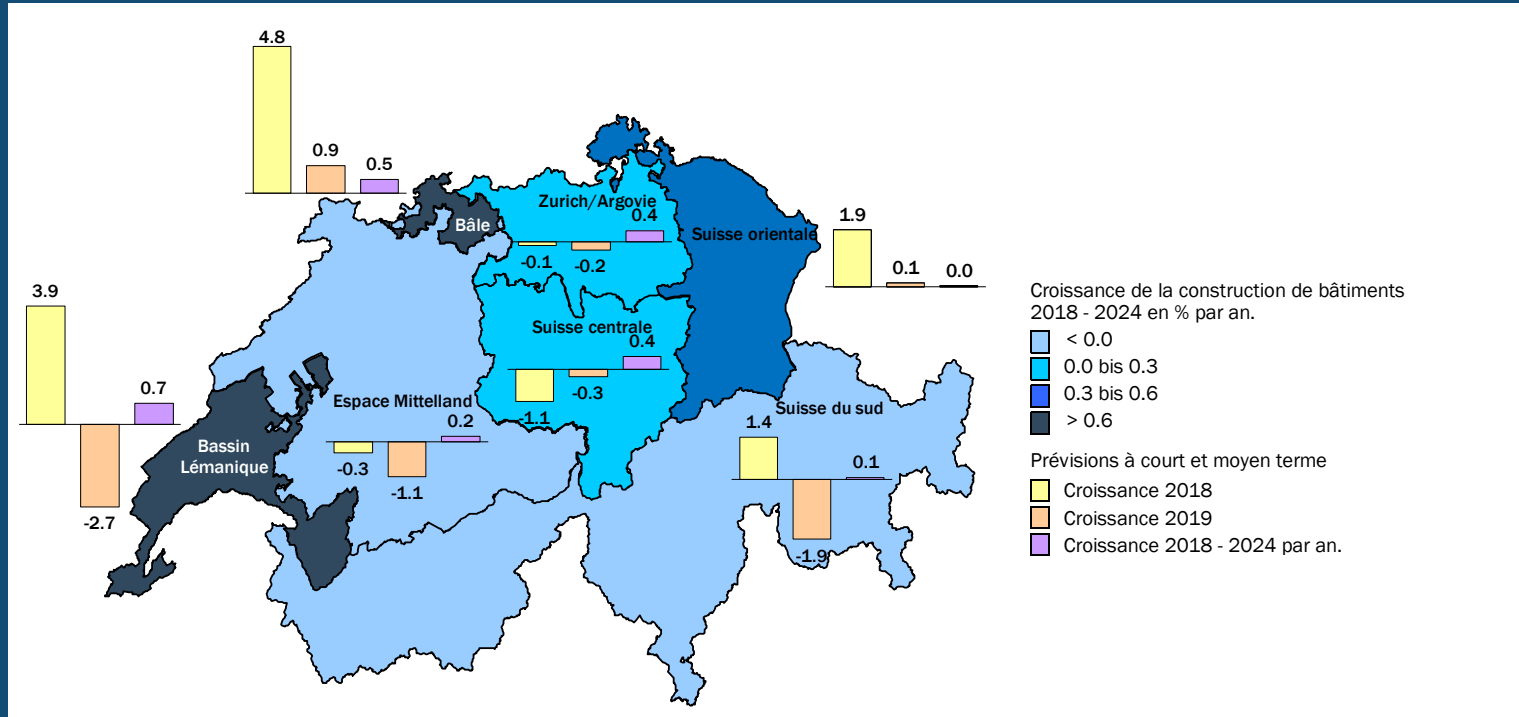 4.8
0.9
0.5
Bâle
Zurich/Argovie
0.4
-0.1
-0.2
Suisse orientale
1.9
0.1
0.0
3.9
-2.7
0.7
Bassin
Lémanique
Suisse centrale
0.4
-0.3
-1.1
Espace Mittelland
0.2
-0.3
-1.1
Suisse du sud
1.4
0.1
-1.9
Croissance de la construction de bâtiments
2018 - 2024 en % par an.
< 0.0
0.0 bis 0.3
0.3 bis 0.6
> 0.6
Prévisions à court et moyen terme
Croissance 2018
Croissance 2019
Croissance 2018 - 2024 par an.